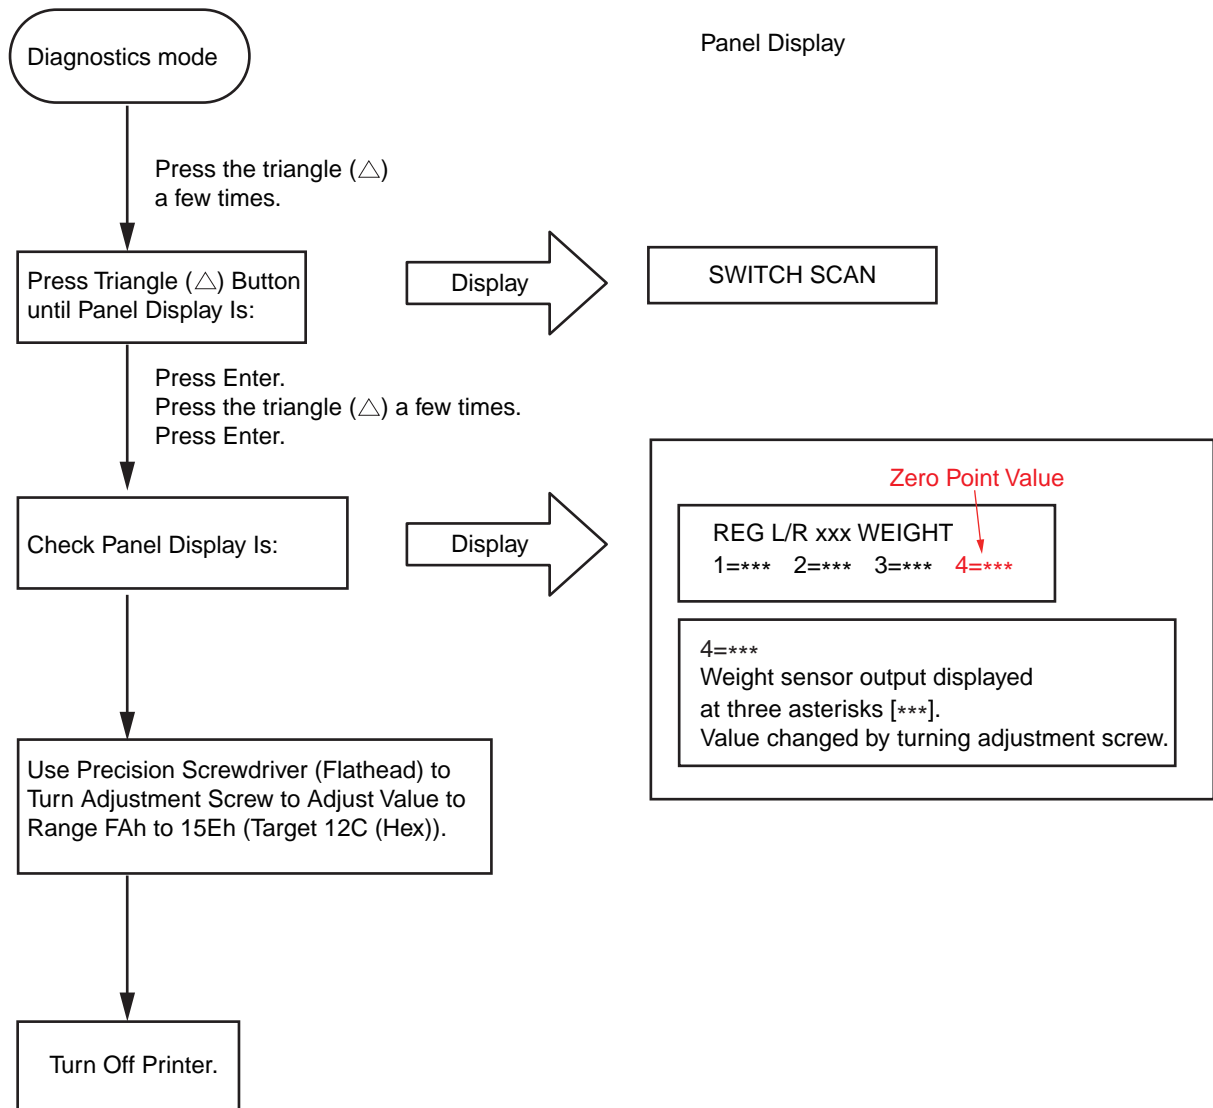 Diagnostics mode
Panel Display
Press the triangle (△)
a few times.
Press Triangle (△) Button
until Panel Display Is:
Display
SWITCH SCAN
Press Enter.
Press the triangle (△) a few times.
Press Enter.
Check Panel Display Is:
Display
Zero Point Value
REG L/R xxx WEIGHT
1=*** 2=*** 3=*** 4=***
4=***
Weight sensor output displayed
at three asterisks [***].
Value changed by turning adjustment screw.
Use Precision Screwdriver (Flathead) to
Turn Adjustment Screw to Adjust Value to
Range FAh to 15Eh (Target 12C (Hex)).
Turn Off Printer.